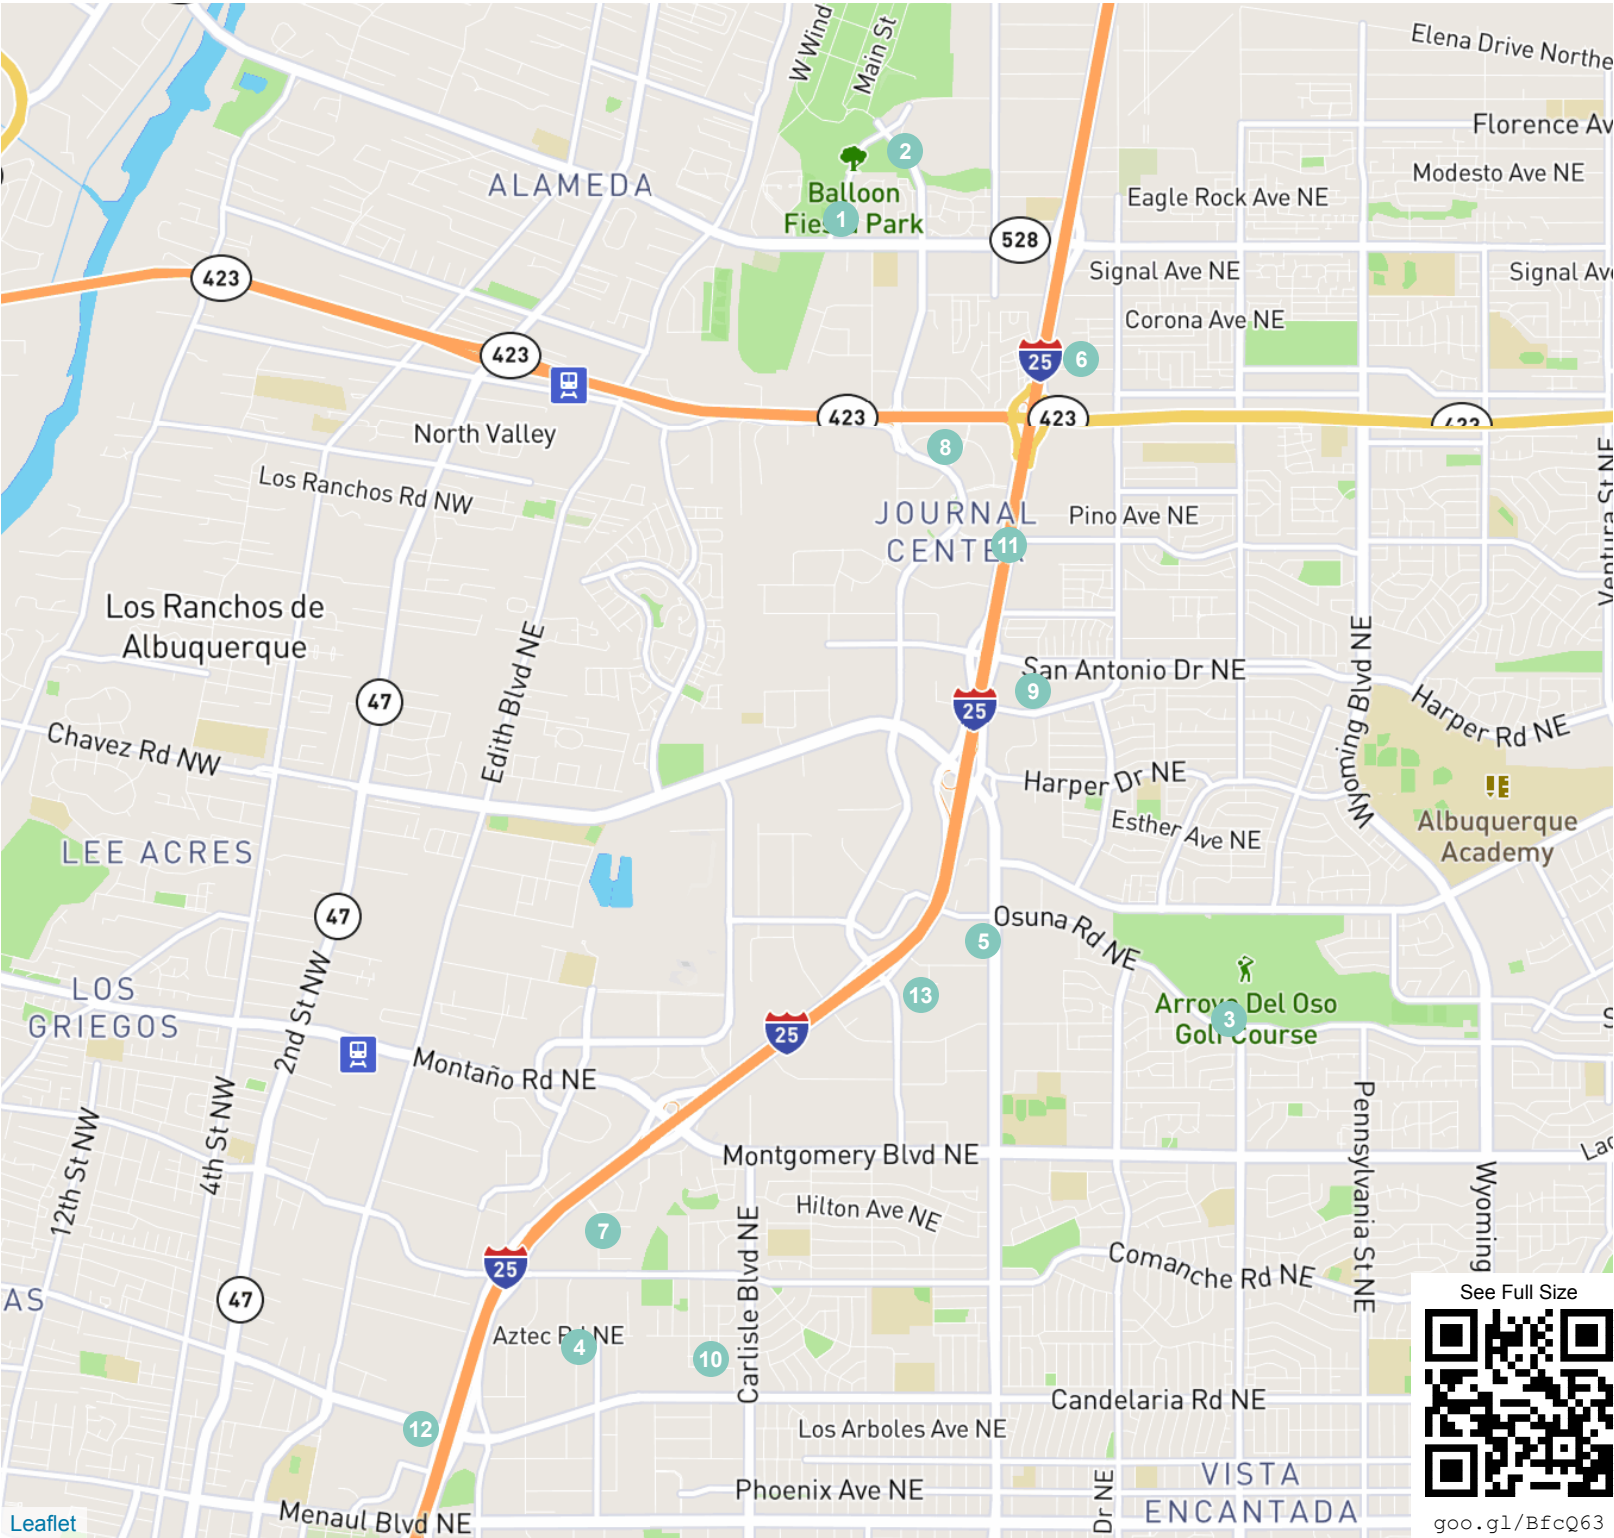 Elena Drive Northe
W Wind
Main St
Florence Av
2
Modesto Ave NE
ALAMEDA
Balloon
Fiesta Park
1
Eagle Rock Ave NE
528
423
Signal Ave NE
Signal Ave
Corona Ave NE
423
25
6
423
423
423
North Valley
8
Los Ranchos Rd NW
JOURNAL
CENTER
Pino Ave NE
11
Ventura St NE
Los Ranchos de
Albuquerque
Edith Blvd NE
San Antonio Dr NE
9
Wyoming Blvd NE
47
25
Harper Rd NE
Chavez Rd NW
Harper Dr NE
Esther Ave NE
Albuquerque
Academy
LEE ACRES
47
Osuna Rd NE
5
2nd St NW
LOS
GRIEGOS
13
Arroyo Del Oso
Golf Course
3
25
Montaño Rd NE
4th St NW
12th St NW
Pennsylvania St NE
Montgomery Blvd NE
Lac
Wyoming
Hilton Ave NE
7
Carlisle Blvd NE
Comanche Rd NE
25
47
AS
See Full Size
Aztec Rd NE
4
10
Candelaria Rd NE
12
Los Arboles Ave NE
VISTA
ENCANTADA
Phoenix Ave NE
Dr NE
Menaul Blvd NE
Leaflet
goo.gl/BfcQ63